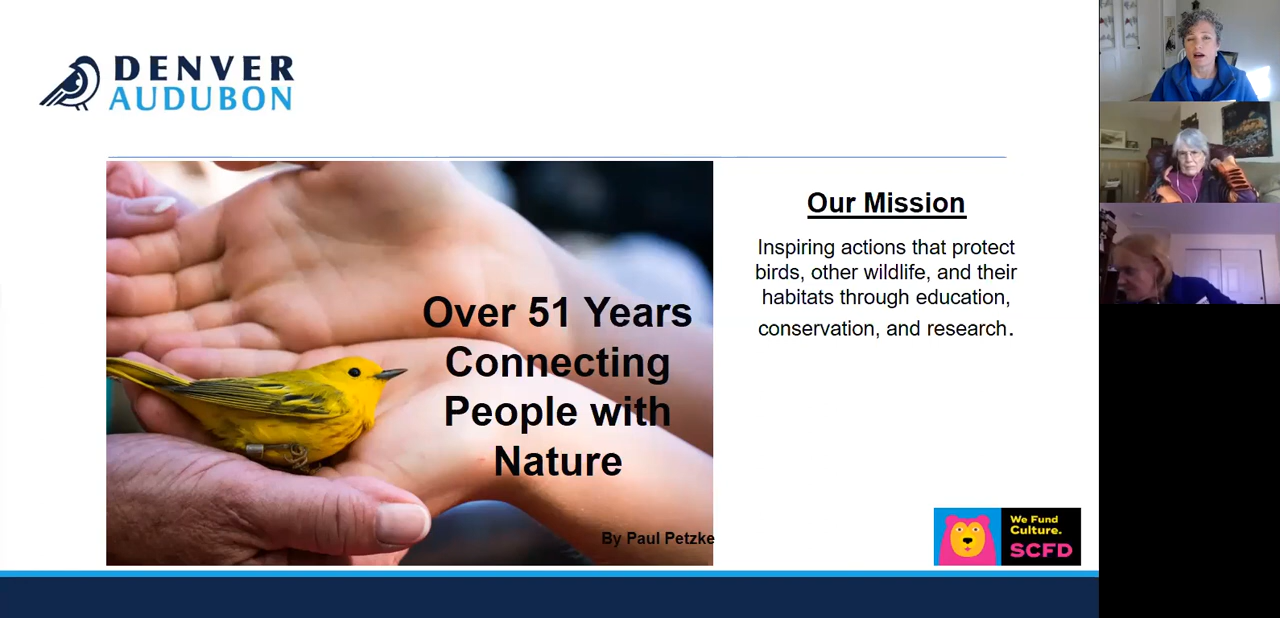 DENVER
AUDUBON
Over 51 Years
Connecting
People with
Nature
By Paul Petzke
Our Mission
Inspiring actions that protect
birds, other wildlife, and their
habitats through education,
conservation, and research.
We Fund
Culture.
SCFD